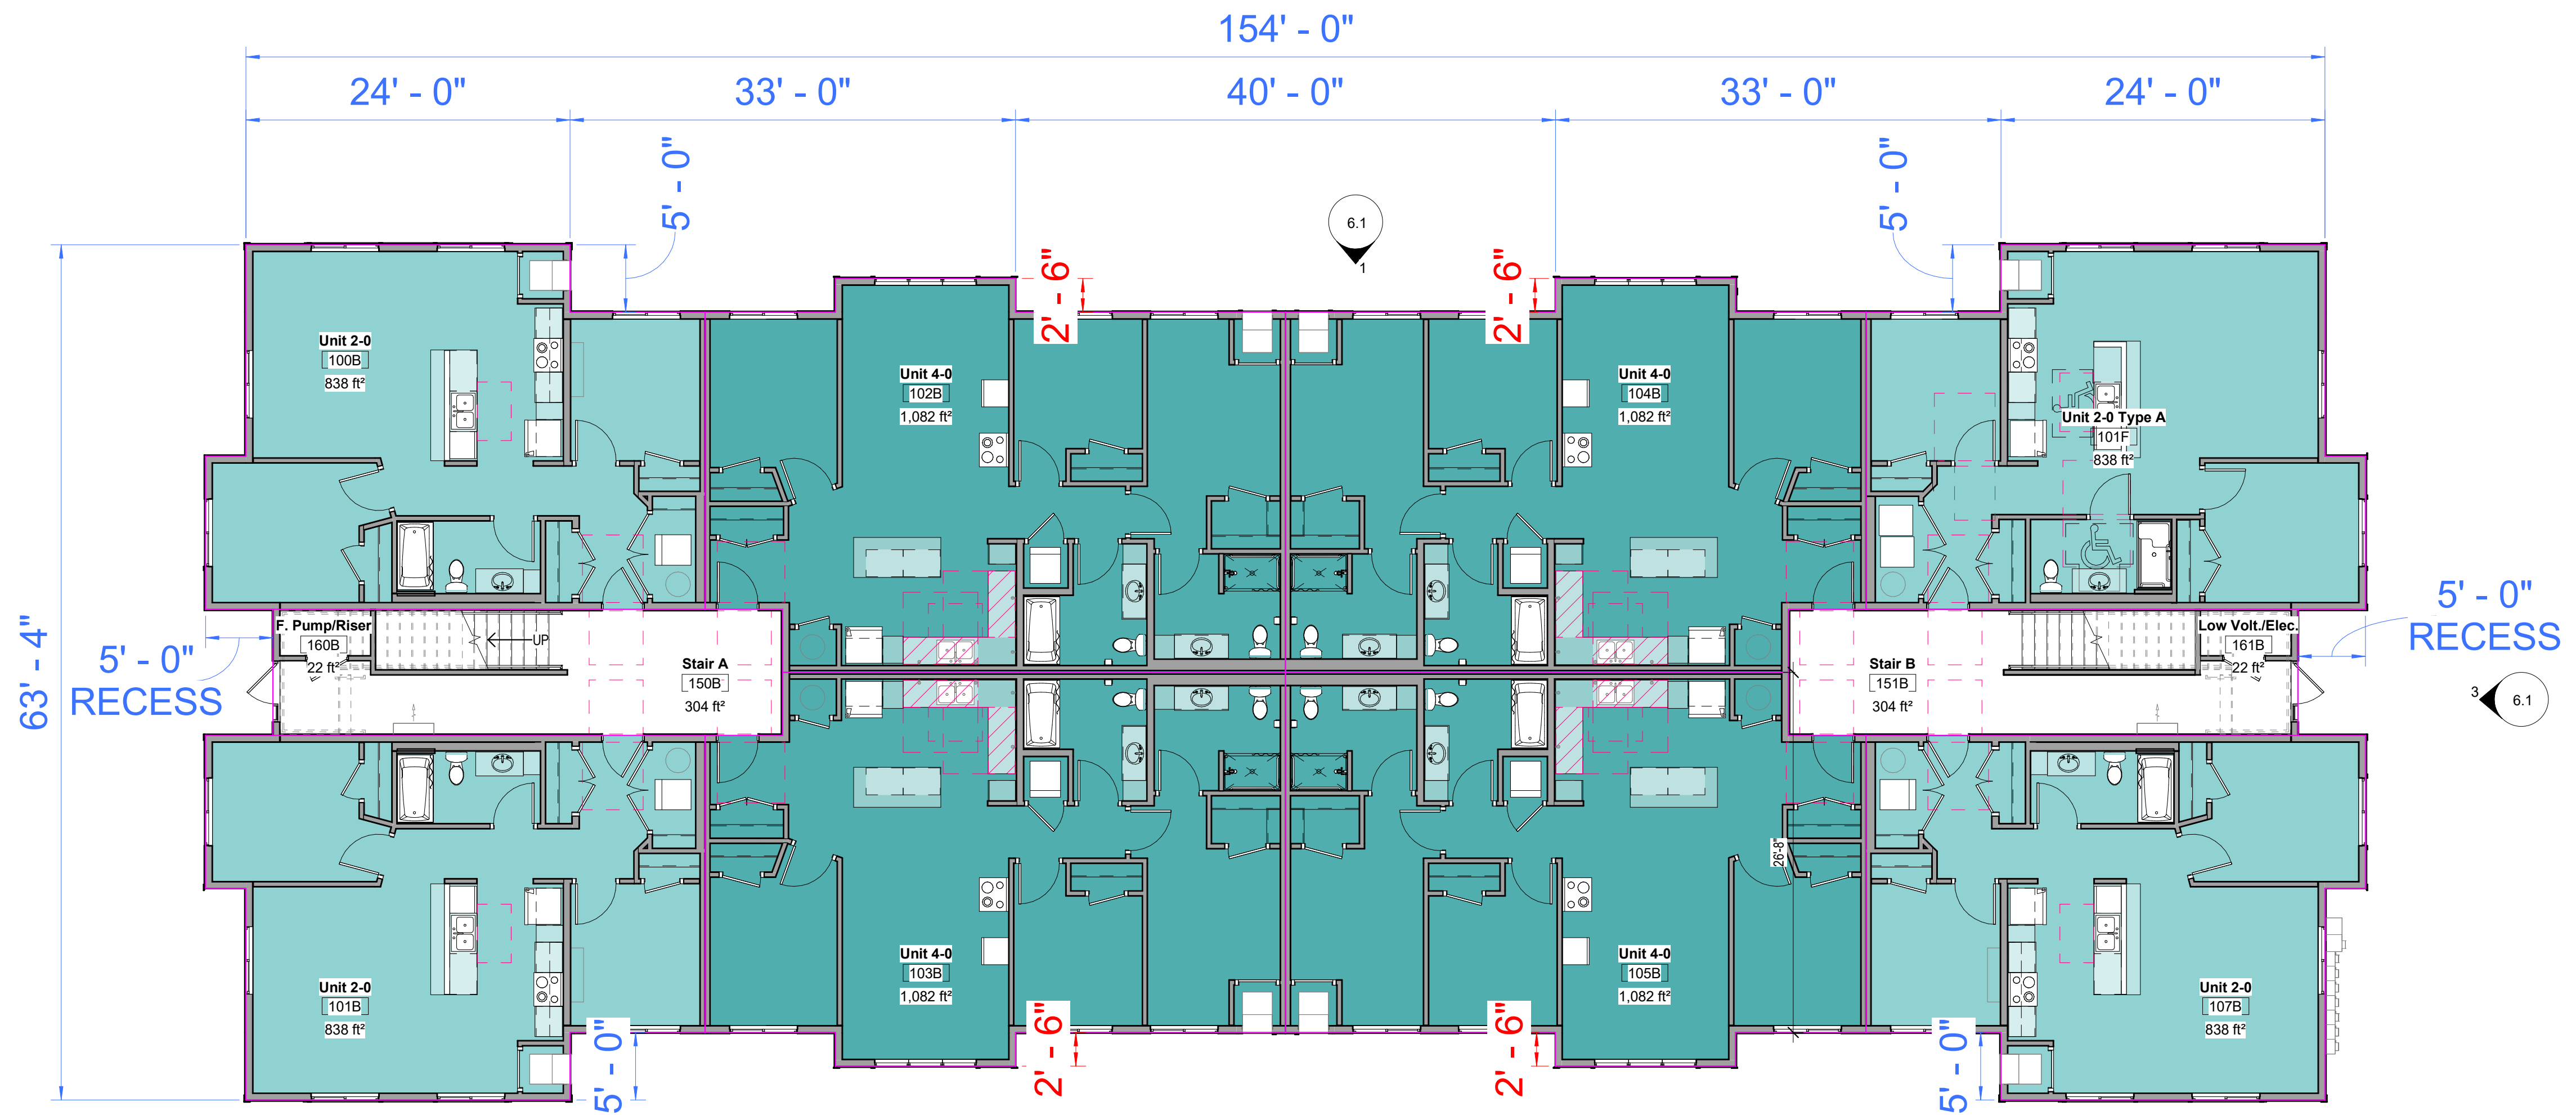 154' - 0"
24' - 0"
33' - 0"
40' - 0"
33' - 0"
24' - 0"
5' - 0"
5' - 0"
6.1
1
2' - 6"
2' - 6"
Unit 2-0
100B
838 ft²
Unit 4-0
102B
1,082 ft²
Unit 4-0
104B
1,082 ft²
Unit 2-0 Type A
101F
838 ft²
63' - 4"
5' - 0"
RECESS
F. Pump/Riser
160B
22 ft²
UP
Stair A
150B
304 ft²
Stair B
151B
304 ft²
Low Volt./Elec.
161B
22 ft²
5' - 0"
RECESS
3
6.1
26'-8"
Unit 2-0
101B
838 ft²
Unit 4-0
103B
1,082 ft²
Unit 4-0
105B
1,082 ft²
Unit 2-0
107B
838 ft²
5' - 0"
2' - 6"
2' - 6"
5' - 0"